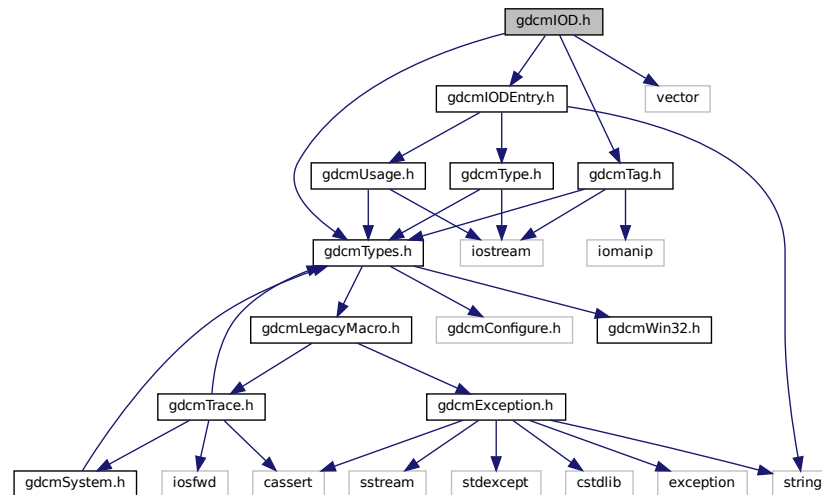 gdcmIOD.h
gdcmIODEntry.h
vector
gdcmUsage.h
gdcmType.h
gdcmTag.h
gdcmTypes.h
iostream
iomanip
gdcmLegacyMacro.h
gdcmConfigure.h
gdcmWin32.h
gdcmTrace.h
gdcmException.h
gdcmSystem.h
iosfwd
cassert
sstream
stdexcept
cstdlib
exception
string